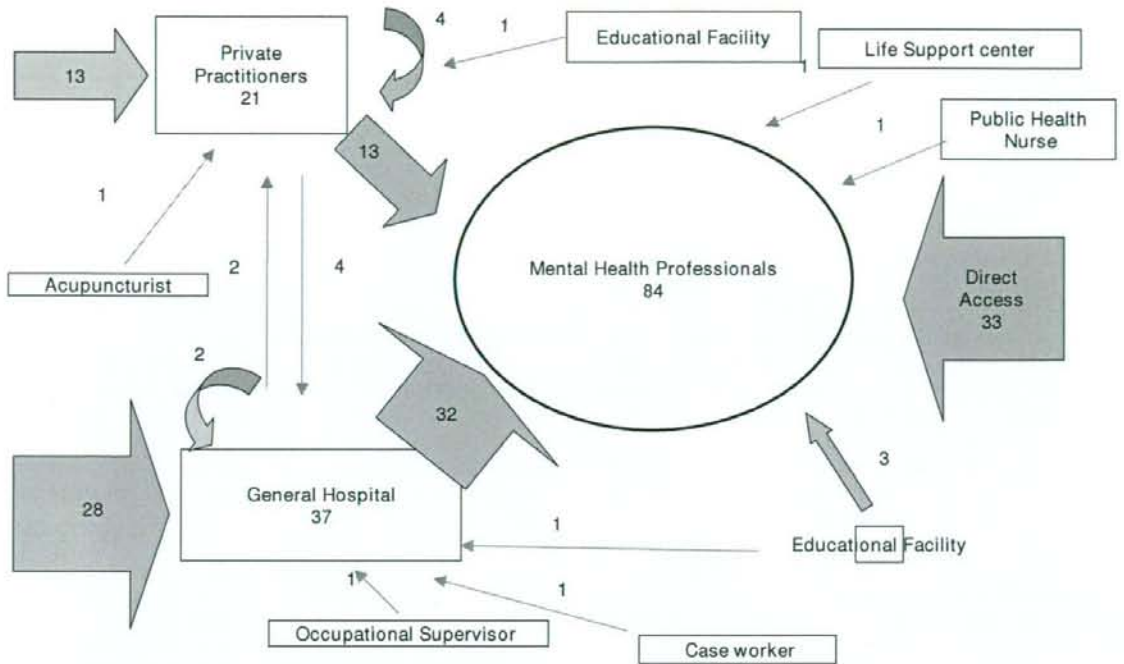 4
1
Educational Facility
Private
Practitioners
21
13
1
Life Support center
1
Public Health
Nurse
13
1
2
4
Acupuncturist
Mental Health Professionals
84
Direct
Access
33
2
32
28
General Hospital
37
3
1
Educational Facility
1
1
Occupational Supervisor
Case worker